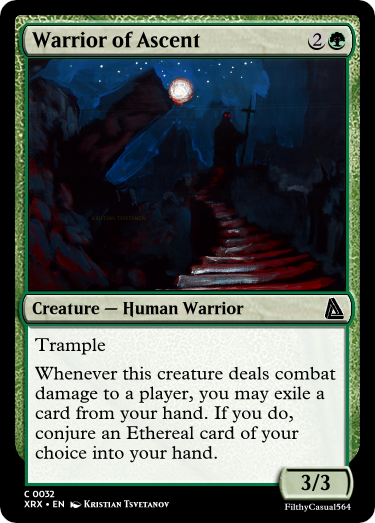 Warrior of Ascent 2
KRISTIAN TSVETANOV
Creature — Human Warrior
Trample
Whenever this creature deals combat
damage to a player, you may exile a
card from your hand. If you do,
conjure an Ethereal card of your
choice into your hand.
3/3
C 0032
XRX • EN Kristian Tsvetanov
FilthyCasual564